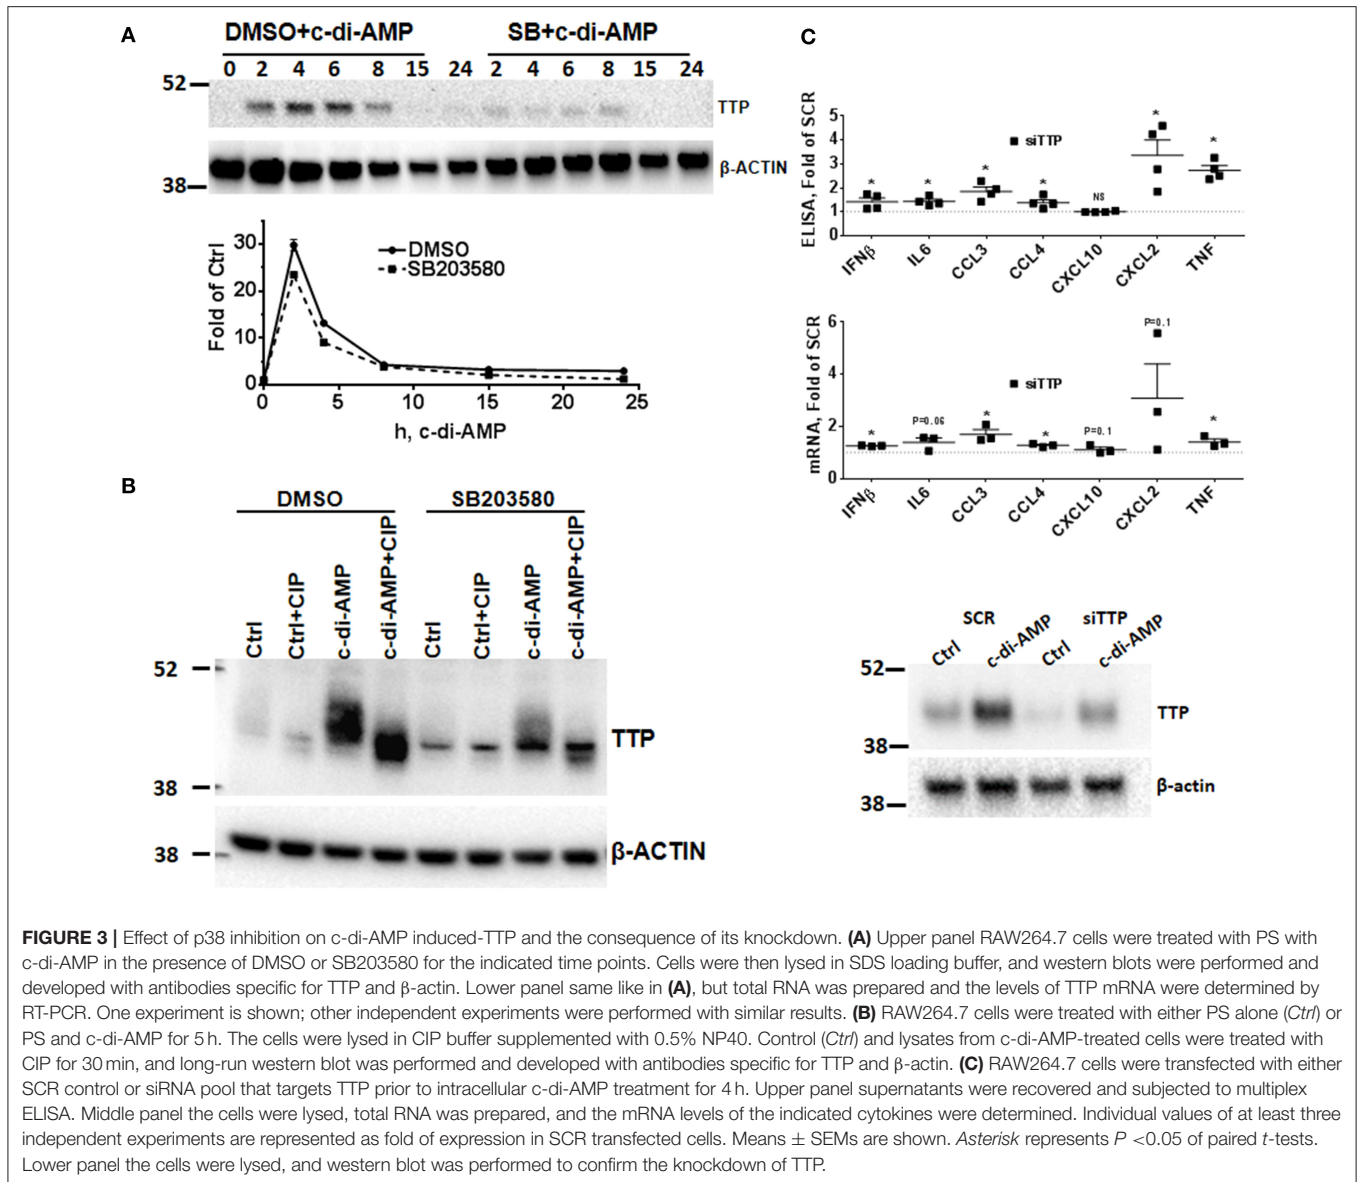 A
DMSO+c-di-AMP SB+c-di-AMP
0 2 4 6 8 15 24 2 4 6 8 15 24
52
TTP
β-ACTIN
38
Fold of Ctrl
30
20
10
0
DMSO
SB203580
0 5 10 15 20 25
h, c-di-AMP
B
DMSO SB203580
Ctrl
Ctrl+CIP
c-di-AMP
c-di-AMP+CIP
Ctrl
Ctrl+CIP
c-di-AMP
c-di-AMP+CIP
52
TTP
38
38
β-ACTIN
C
ELISA, Fold of SCR
5
4
3
2
1
0
siTTP
* * * * NS * *
IFNβ IL6 CCL3 CCL4 CXCL10 CXCL2 TNF
mRNA, Fold of SCR
6
4
2
0
siTTP
* P=0.06 * * P=0.1 P=0.1 *
IFNβ IL6 CCL3 CCL4 CXCL10 CXCL2 TNF
SCR siTTP
Ctrl c-di-AMP Ctrl c-di-AMP
52
TTP
38
β-actin
38
FIGURE 3 | Effect of p38 inhibition on c-di-AMP induced-TTP and the consequence of its knockdown. (A) Upper panel RAW264.7 cells were treated with PS with
c-di-AMP in the presence of DMSO or SB203580 for the indicated time points. Cells were then lysed in SDS loading buffer, and western blots were performed and
developed with antibodies specific for TTP and β-actin. Lower panel same like in (A), but total RNA was prepared and the levels of TTP mRNA were determined by
RT-PCR. One experiment is shown; other independent experiments were performed with similar results. (B) RAW264.7 cells were treated with either PS alone (Ctrl) or
PS and c-di-AMP for 5 h. The cells were lysed in CIP buffer supplemented with 0.5% NP40. Control (Ctrl) and lysates from c-di-AMP-treated cells were treated with
CIP for 30 min, and long-run western blot was performed and developed with antibodies specific for TTP and β-actin. (C) RAW264.7 cells were transfected with either
SCR control or siRNA pool that targets TTP prior to intracellular c-di-AMP treatment for 4 h. Upper panel supernatants were recovered and subjected to multiplex
ELISA. Middle panel the cells were lysed, total RNA was prepared, and the mRNA levels of the indicated cytokines were determined. Individual values of at least three
independent experiments are represented as fold of expression in SCR transfected cells. Means ± SEMs are shown. Asterisk represents P <0.05 of paired t-tests.
Lower panel the cells were lysed, and western blot was performed to confirm the knockdown of TTP.